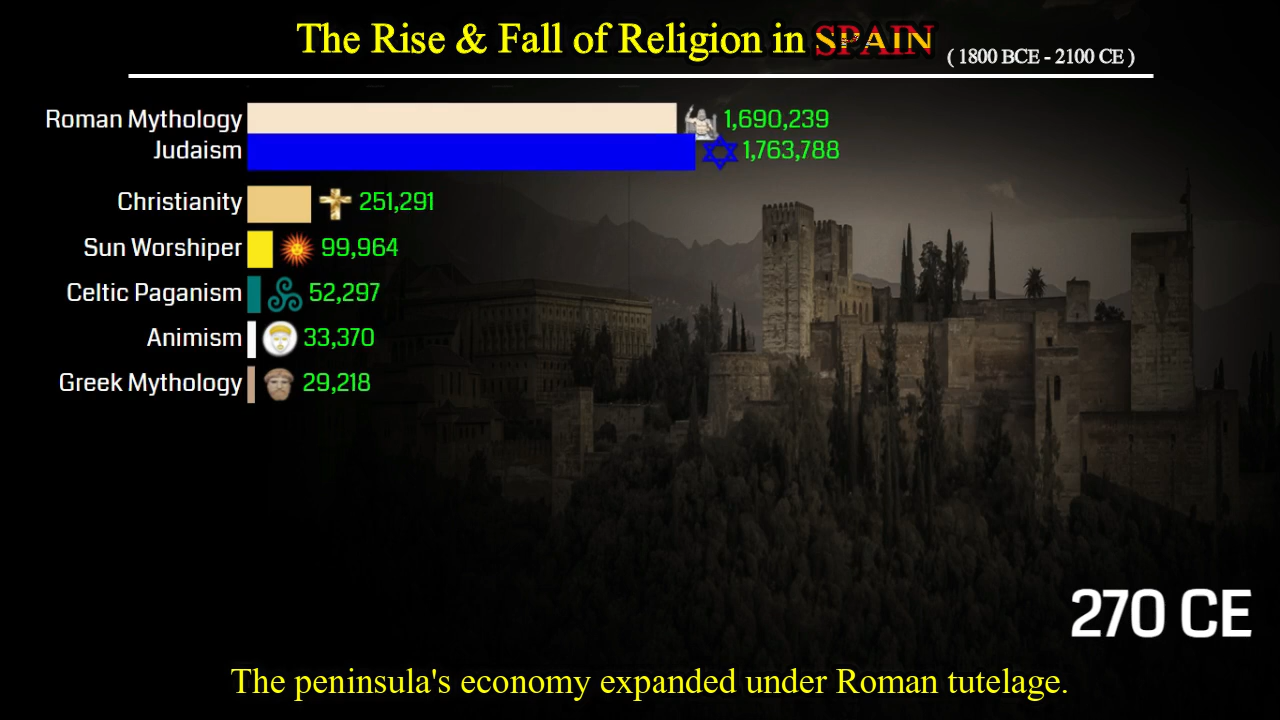 The Rise & Fall of Religion in SPAIN ( 1800 BCE - 2100 CE )
Roman Mythology 1,690,239
Judaism 1,763,788
Christianity 251,291
Sun Worshiper 99,964
Celtic Paganism 52,297
Animism 33,370
Greek Mythology 29,218
270 CE
The peninsula's economy expanded under Roman tutelage.